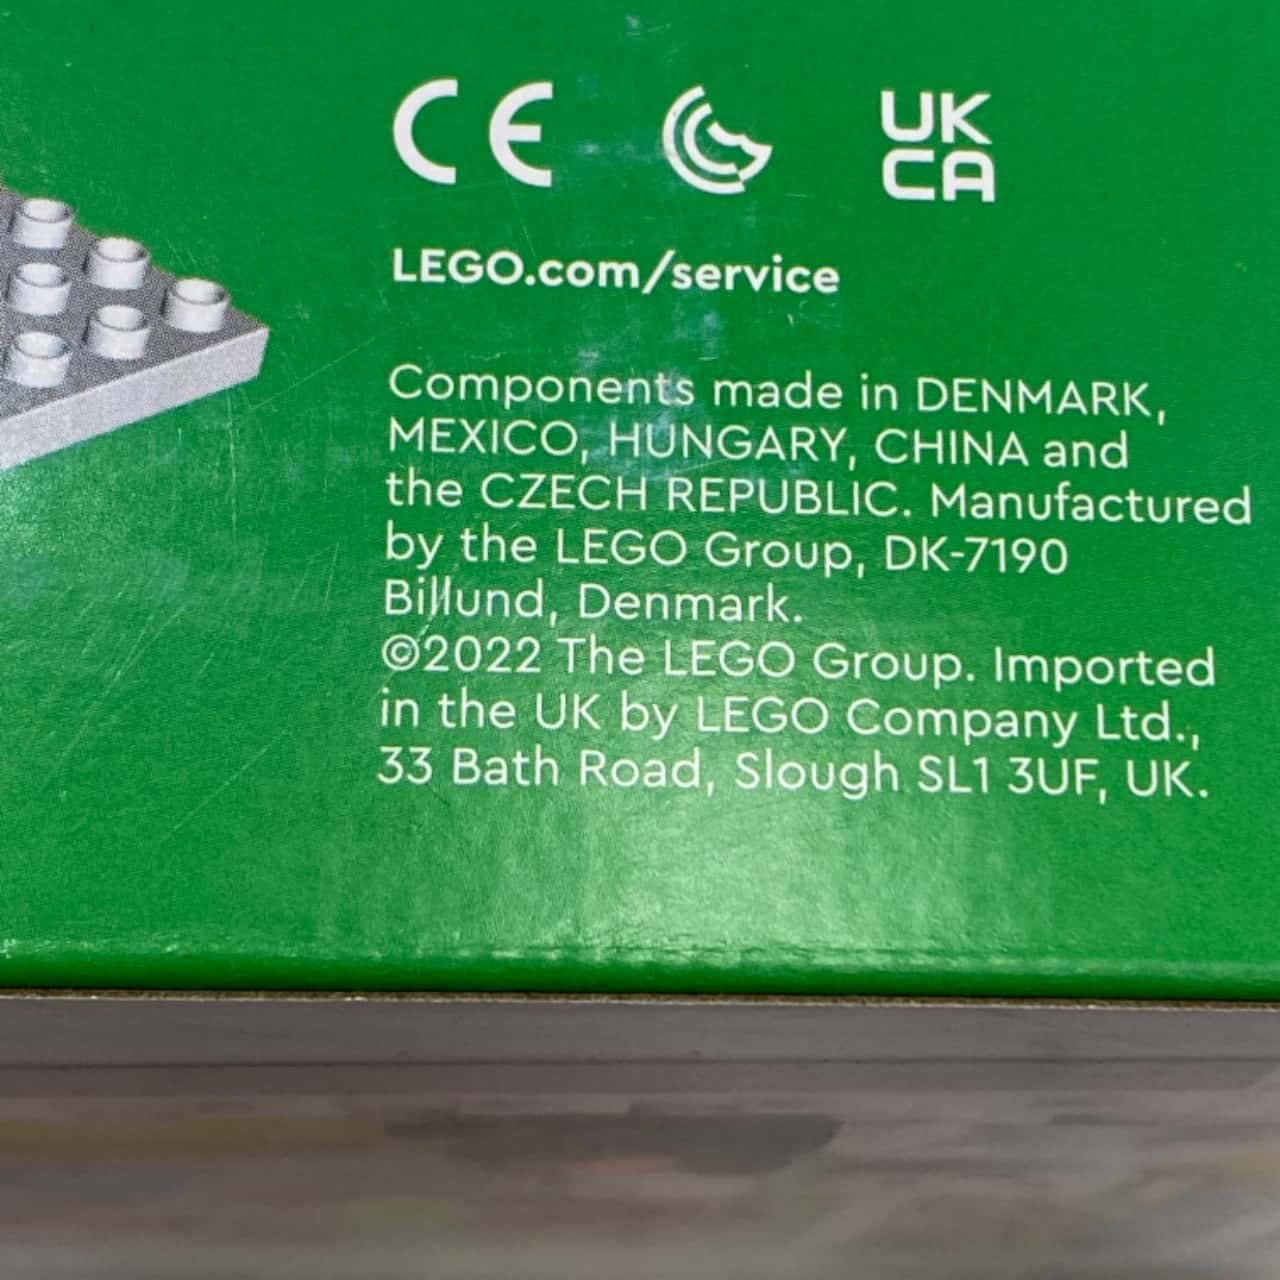 CE
UK
CA
LEGO.com/service
Components made in DENMARK,
MEXICO, HUNGARY, CHINA and
the CZECH REPUBLIC. Manufactured
by the LEGO Group, DK-7190
Billund, Denmark.
©2022 The LEGO Group. Imported
in the UK by LEGO Company Ltd.,
33 Bath Road, Slough SL1 3UF, UK.